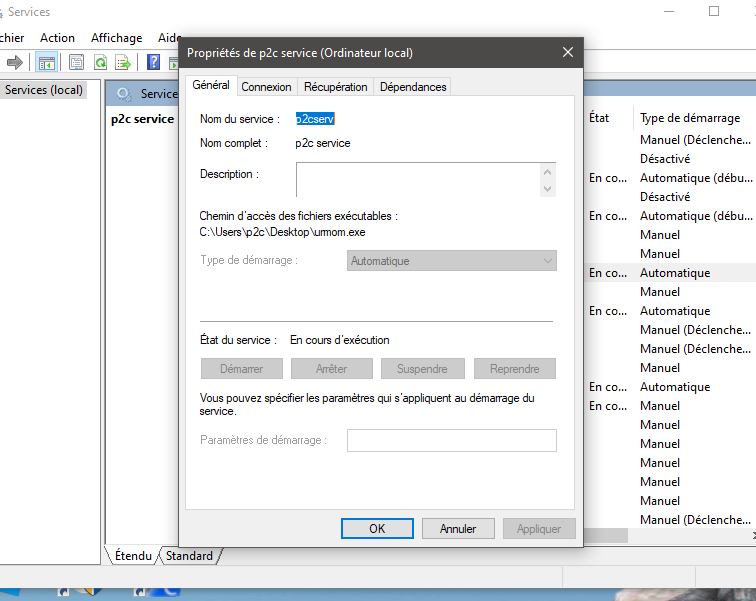 Services
chier Action Affichage Aide
Services (local)
Service
p2c service
Propriétés de p2c service (Ordinateur local)
Général Connexion Récupération Dépendances
Nom du service : p2cserv
Nom complet : p2c service
Description :
Chemin d'accès des fichiers exécutables :
C:\Users\p2c\Desktop\urmom.exe
Type de démarrage : Automatique
État du service : En cours d'exécution
Démarrer Arrêter Suspendre Reprendre
Vous pouvez spécifier les paramètres qui s'appliquent au démarrage du
service.
Paramètres de démarrage :
OK Annuler Appliquer
État Type de démarrage
Manuel (Déclenche...
Désactivé
En co... Automatique (débu...
Désactivé
En co... Automatique (débu...
Manuel
Manuel
En co... Automatique
Manuel
En co... Automatique
Manuel (Déclenche...
Manuel (Déclenche...
Manuel
En co... Automatique
En co... Manuel
Manuel
Manuel
Manuel
Manuel
Manuel
Manuel (Déclenche...
Étendu Standard